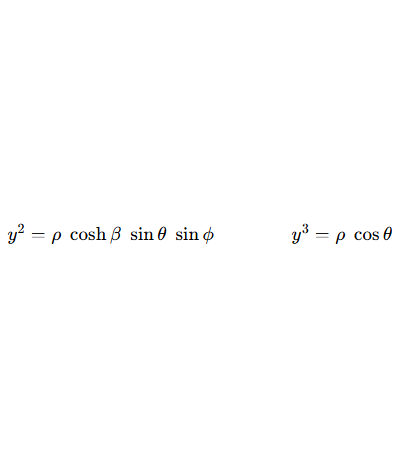 y² = ρ cosh β sin θ sin ϕ y³ = ρ cos θ